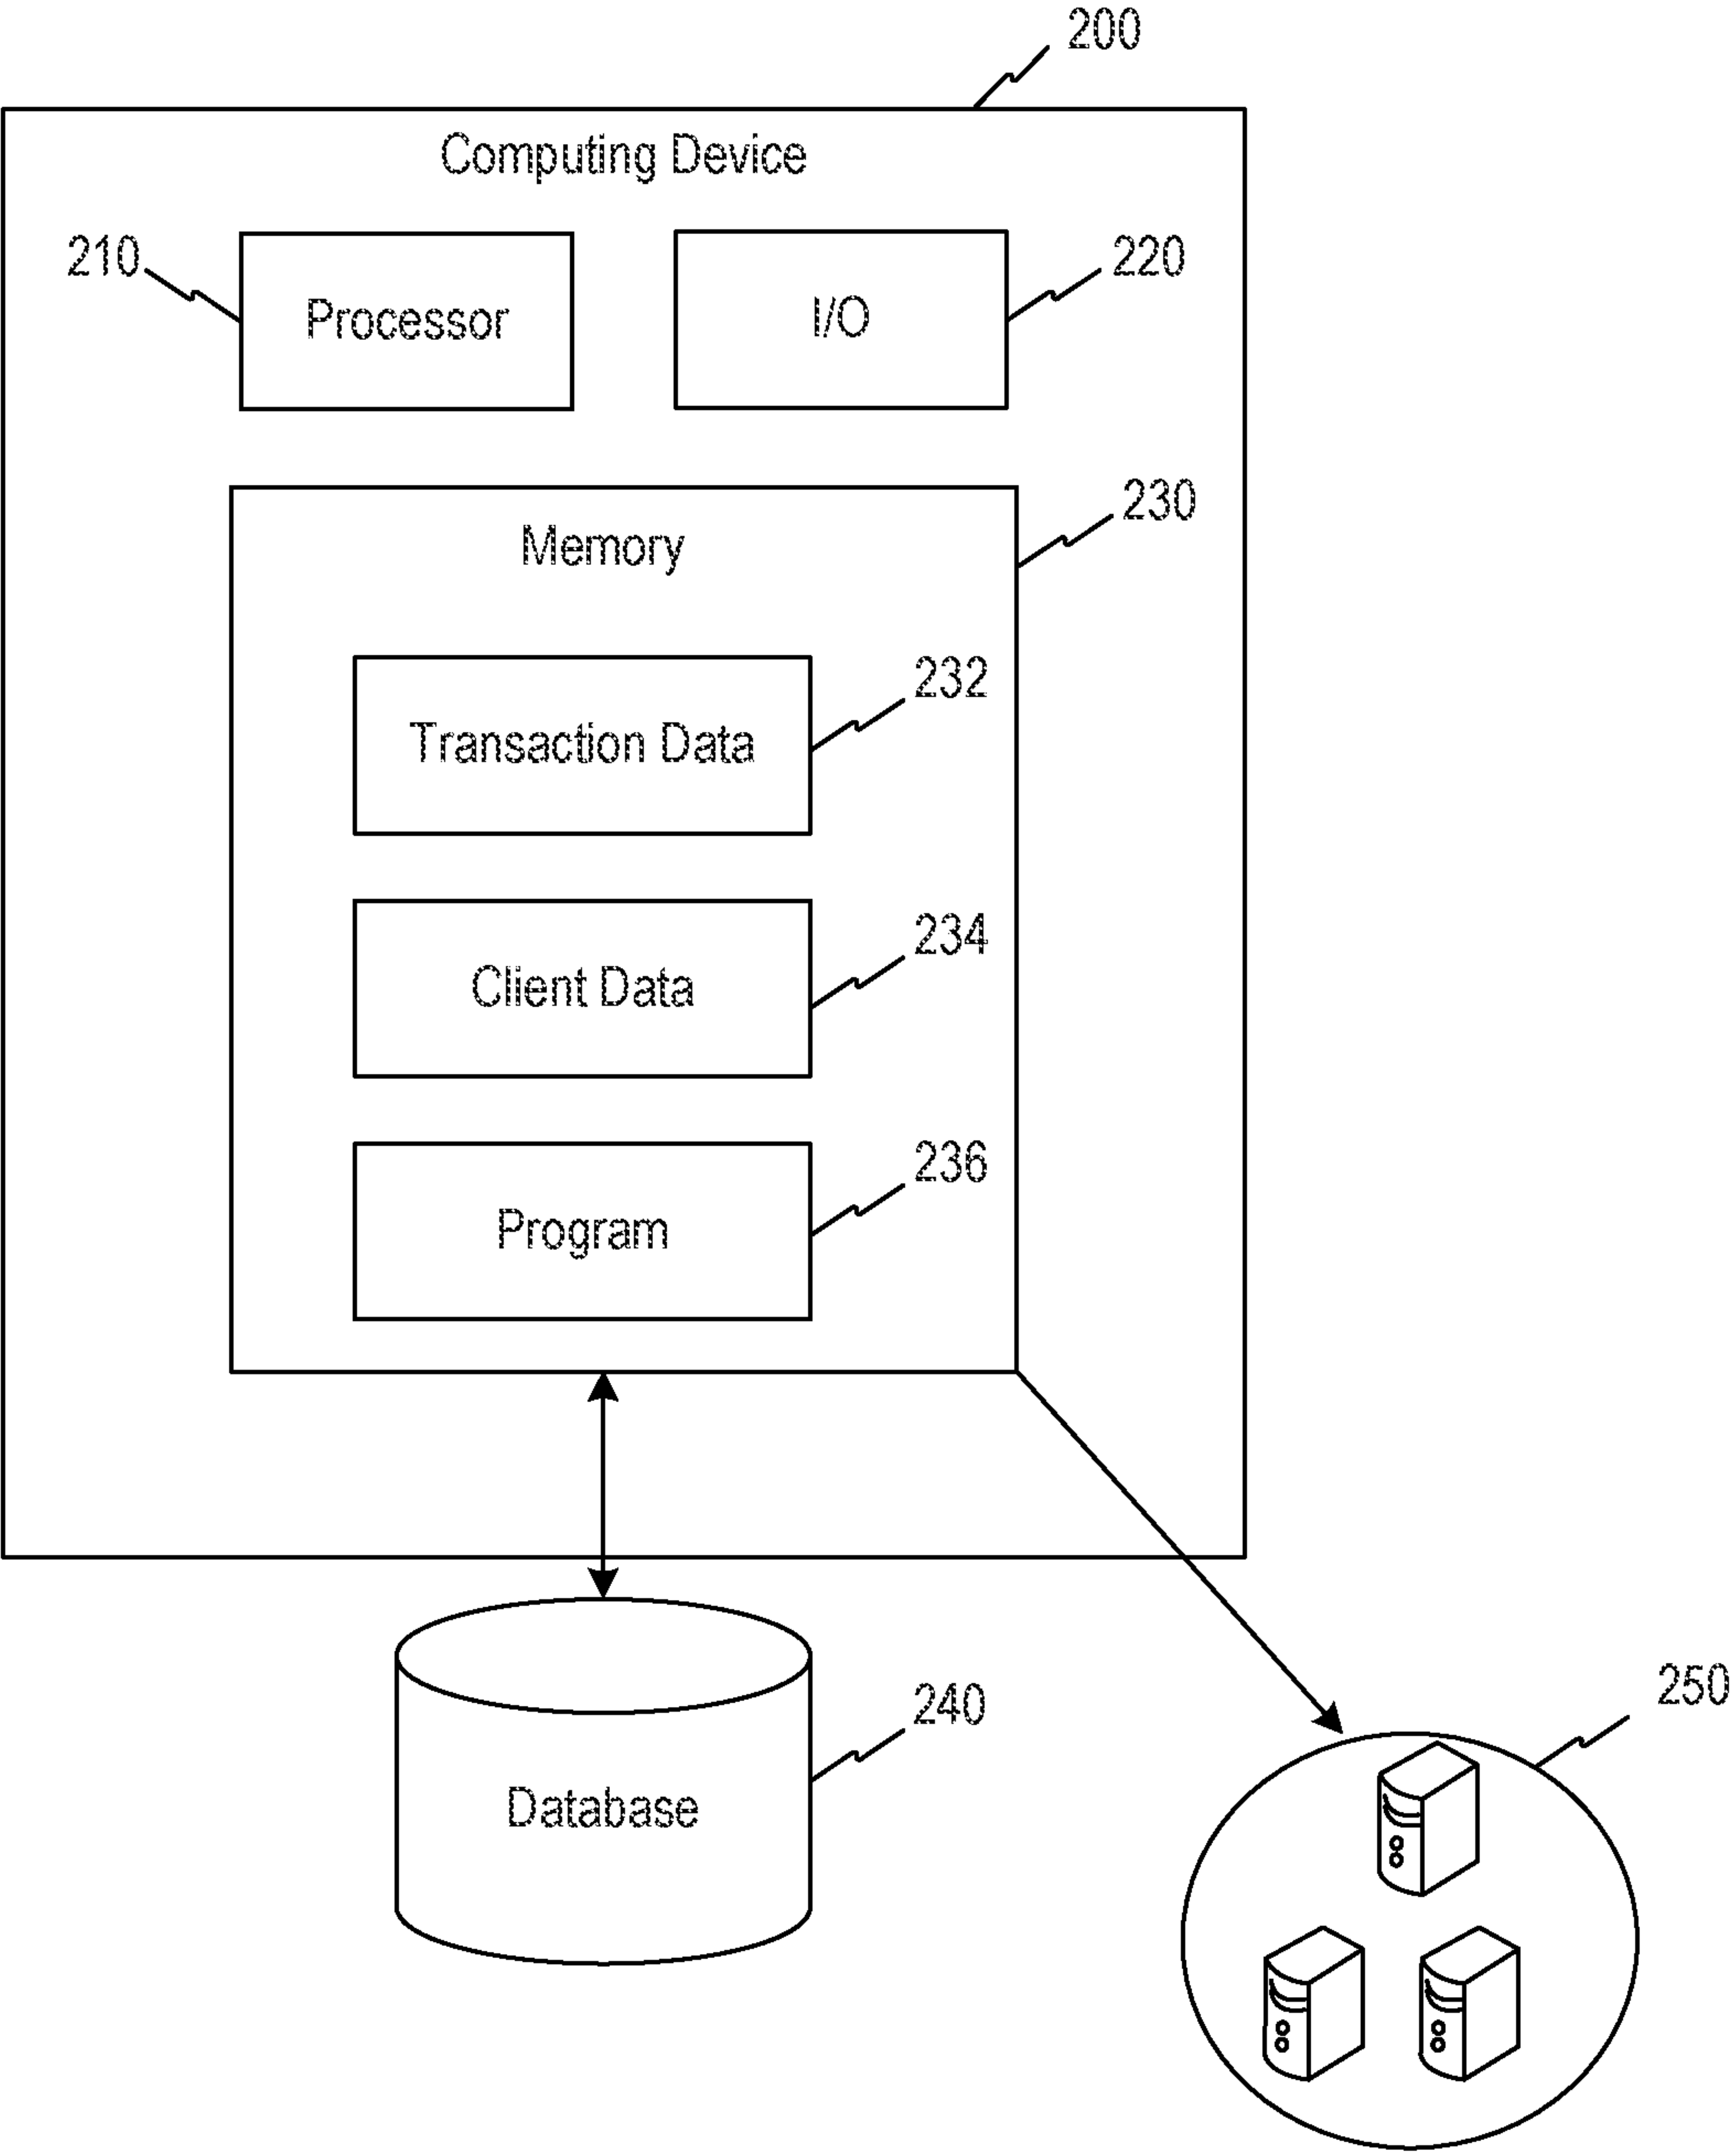 200
Computing Device
210
Processor
I/O
220
Memory
230
Transaction Data
232
Client Data
234
Program
236
Database
240
250